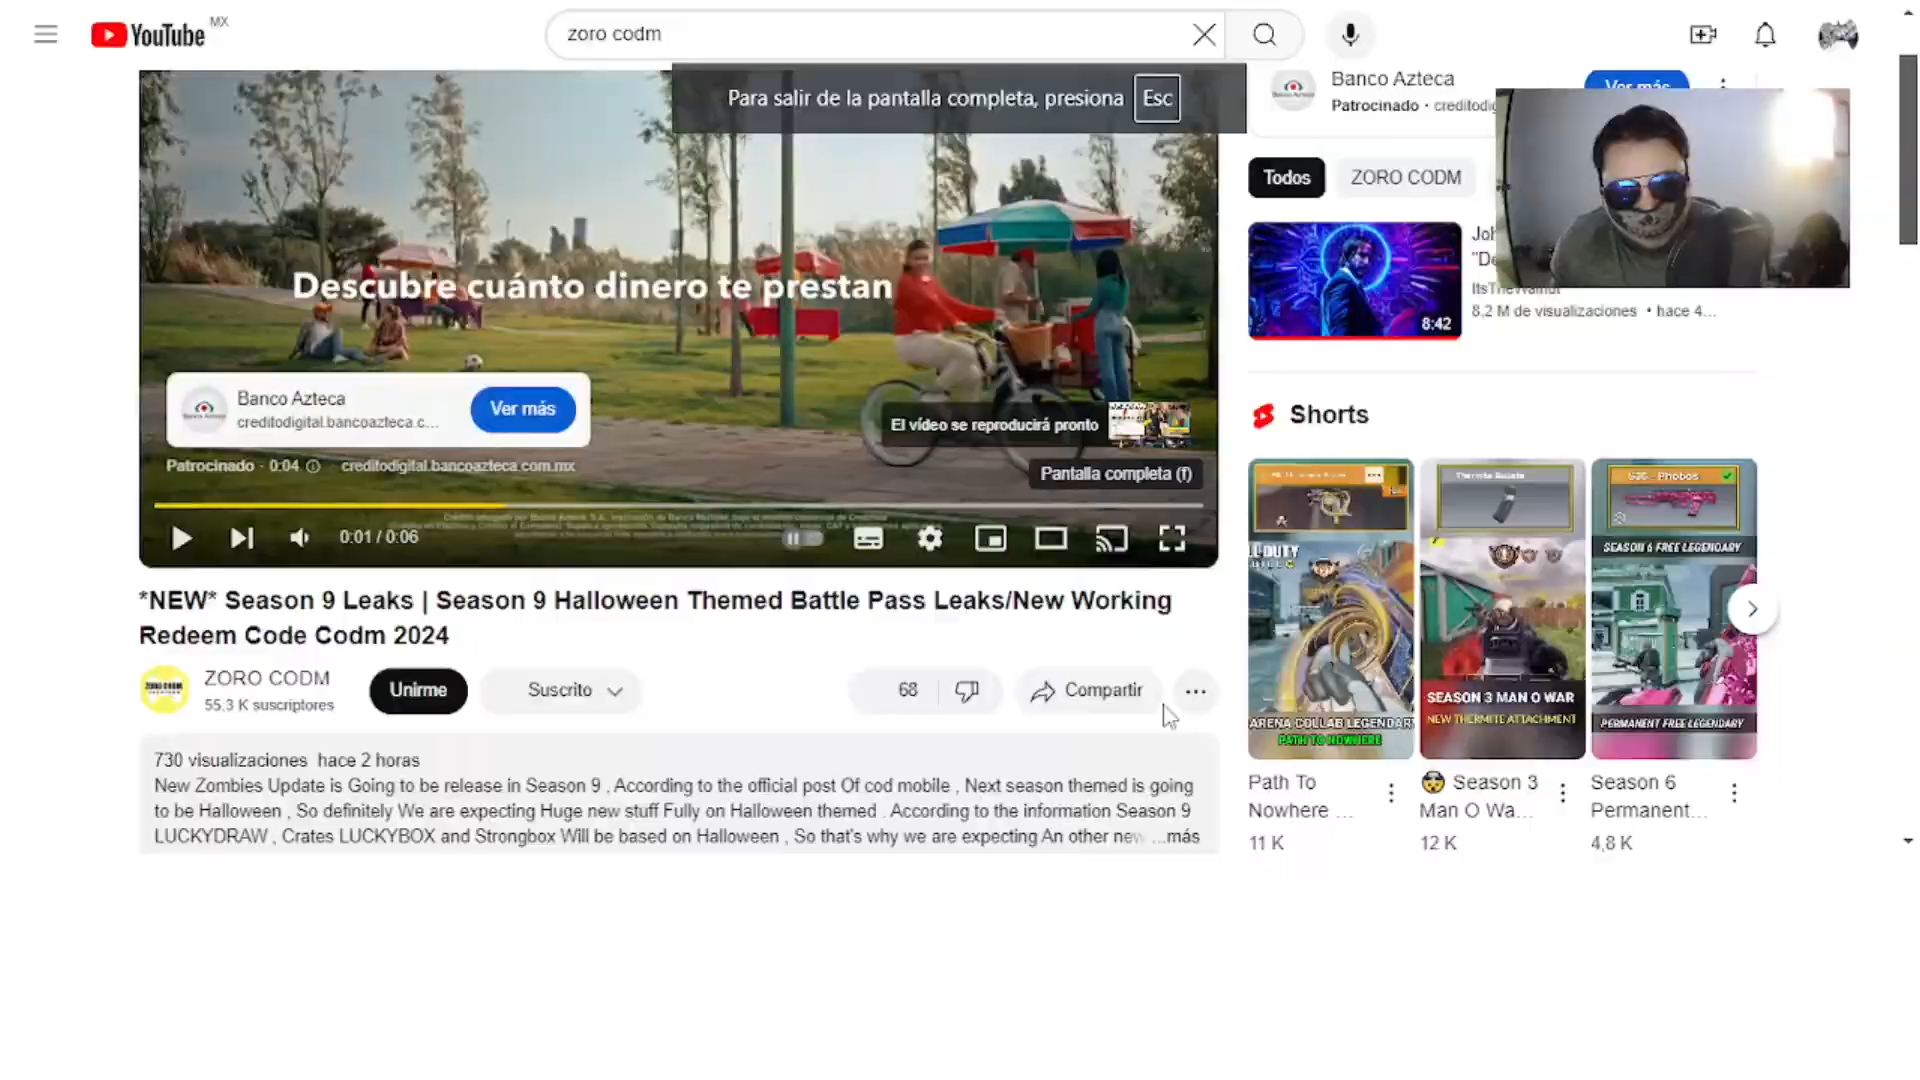 YouTube MX
zoro codm
Para salir de la pantalla completa, presiona Esc
Descubre cuánto dinero te prestan
Banco Azteca
creditodigital.bancoazteca.c...
Ver más
El vídeo se reproducirá pronto
Patrocinado · 0:04
creditodigital.bancoazteca.com.mx
Pantalla completa (f)
0:01 / 0:06
*NEW* Season 9 Leaks | Season 9 Halloween Themed Battle Pass Leaks/New Working
Redeem Code Codm 2024
ZORO CODM
55,3 K suscriptores
Unirme
Suscrito
68
Compartir
730 visualizaciones hace 2 horas
New Zombies Update is Going to be release in Season 9 , According to the official post Of cod mobile , Next season themed is going
to be Halloween , So definitely We are expecting Huge new stuff Fully on Halloween themed . According to the information Season 9
LUCKYDRAW , Crates LUCKYBOX and Strongbox Will be based on Halloween , So that's why we are expecting An other new ...más
Banco Azteca
Patrocinado · creditodig
Ver más
Todos
ZORO CODM
Joh
"De
8:42
8,2 M de visualizaciones • hace 4...
Shorts
ARENA COLLAB LEGENDARY
PATH TO NOWHERE
Path To
Nowhere ...
11 K
Thermite
SEASON 3 MAN O WAR
NEW THERMITE ATTACHMENT
Season 3
Man O Wa...
12 K
Phobos
SEASON 6 FREE LEGENDARY
PERMANENT FREE LEGENDARY
Season 6
Permanent...
4,8 K